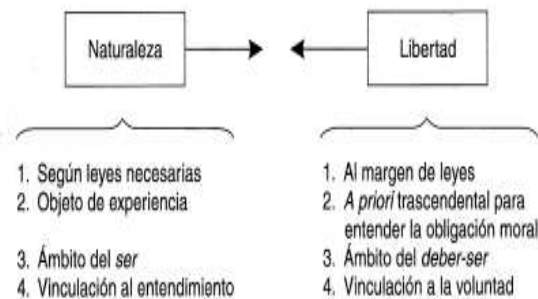 Naturaleza
Libertad
1. Según leyes necesarias
2. Objeto de experiencia
3. Ámbito del ser
4. Vinculación al entendimiento
1. Al margen de leyes
2. A priori trascendental para
entender la obligación moral
3. Ámbito del deber-ser
4. Vinculación a la voluntad